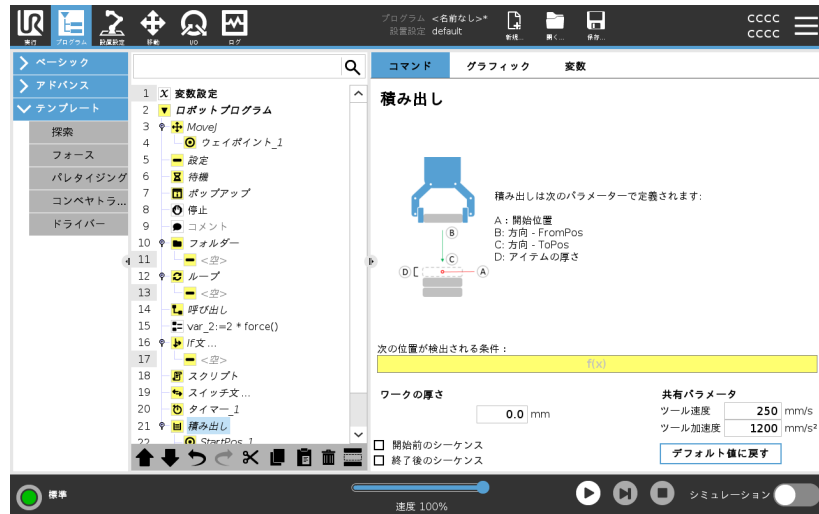 UR
実行
プログラム
設置設定
移動
I/O
ログ
プログラム <名前なし>*
設置設定 default
新規...
開く...
保存...
cccc
cccc
ベーシック
アドバンス
テンプレート
探索
フォース
パレタイジング
コンベヤトラ...
ドライバー
1 X 変数設定
2 ロボットプログラム
3 MoveJ
4 ウェイポイント_1
5 設定
6 待機
7 ポップアップ
8 停止
9 コメント
10 フォルダー
11 <空>
12 ループ
13 <空>
14 呼び出し
15 var_2:=2 * force()
16 If文...
17 <空>
18 スクリプト
19 スイッチ文...
20 タイマー_1
21 積み出し
22 StartPos_1
コマンド グラフィック 変数
積み出し
B
C
D
A
積み出しは次のパラメーターで定義されます:
A : 開始位置
B: 方向 - FromPos
C: 方向 - ToPos
D: アイテムの厚さ
次の位置が検出される条件 :
f(x)
ワークの厚さ
0.0 mm
開始前のシーケンス
終了後のシーケンス
共有パラメータ
ツール速度 250 mm/s
ツール加速度 1200 mm/s²
デフォルト値に戻す
標準
速度 100%
シミュレーション